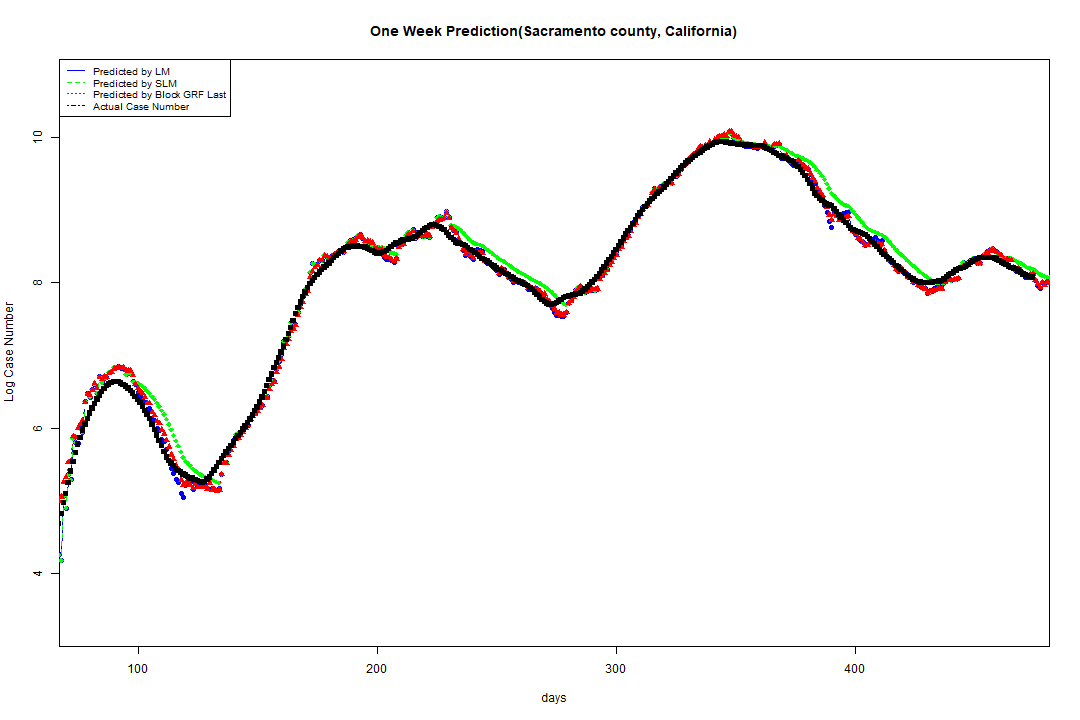 One Week Prediction(Sacramento county, California)
Predicted by LM
Predicted by SLM
Predicted by Block GRF Last
Actual Case Number
10
8
6
4
Log Case Number
100
200
300
400
days